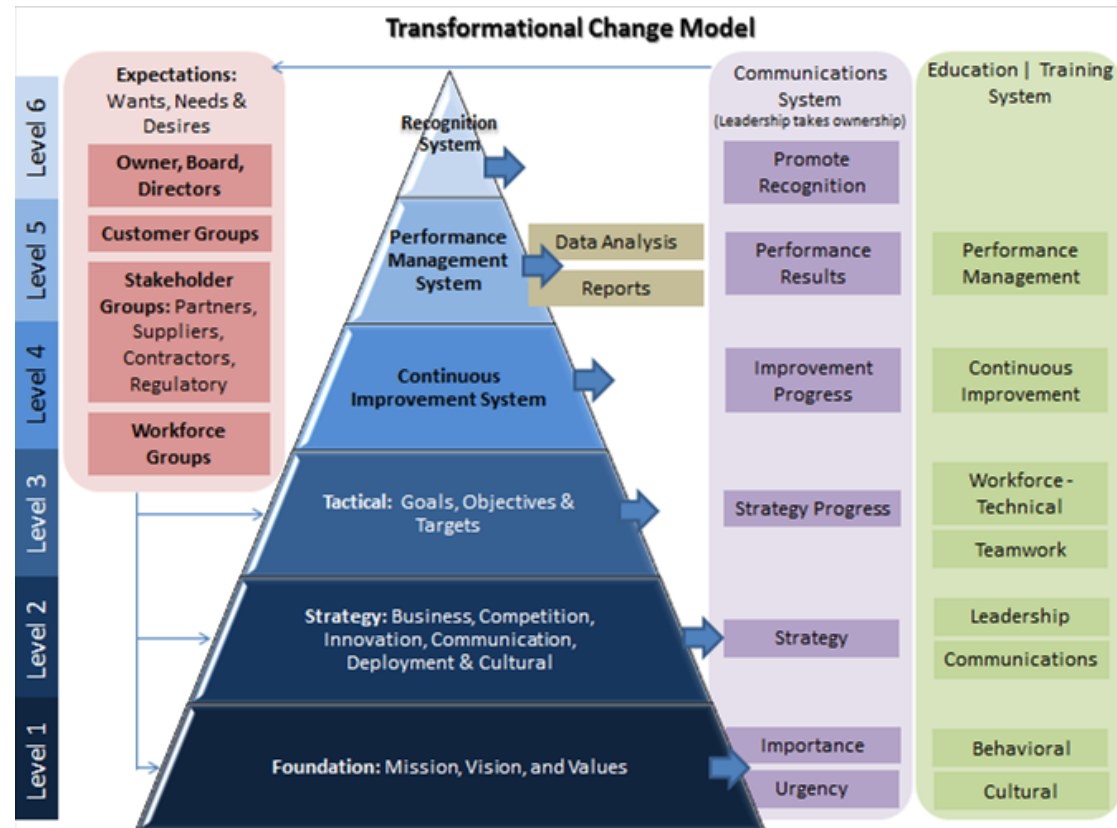 Transformational Change Model
Level 6
Level 5
Level 4
Level 3
Level 2
Level 1
Expectations:
Wants, Needs &
Desires
Owner, Board,
Directors
Customer Groups
Stakeholder
Groups: Partners,
Suppliers,
Contractors,
Regulatory
Workforce
Groups
Recognition
System
Performance
Management
System
Data Analysis
Reports
Continuous
Improvement System
Tactical: Goals, Objectives &
Targets
Strategy: Business, Competition,
Innovation, Communication,
Deployment & Cultural
Foundation: Mission, Vision, and Values
Communications
System
(Leadership takes ownership)
Promote
Recognition
Performance
Results
Improvement
Progress
Strategy Progress
Strategy
Importance
Urgency
Education | Training
System
Performance
Management
Continuous
Improvement
Workforce -
Technical
Teamwork
Leadership
Communications
Behavioral
Cultural